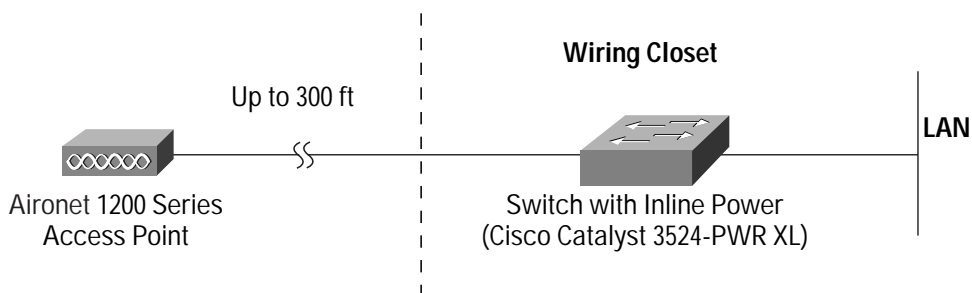 Wiring Closet
Up to 300 ft
LAN
Aironet 1200 Series
Access Point
Switch with Inline Power
(Cisco Catalyst 3524-PWR XL)